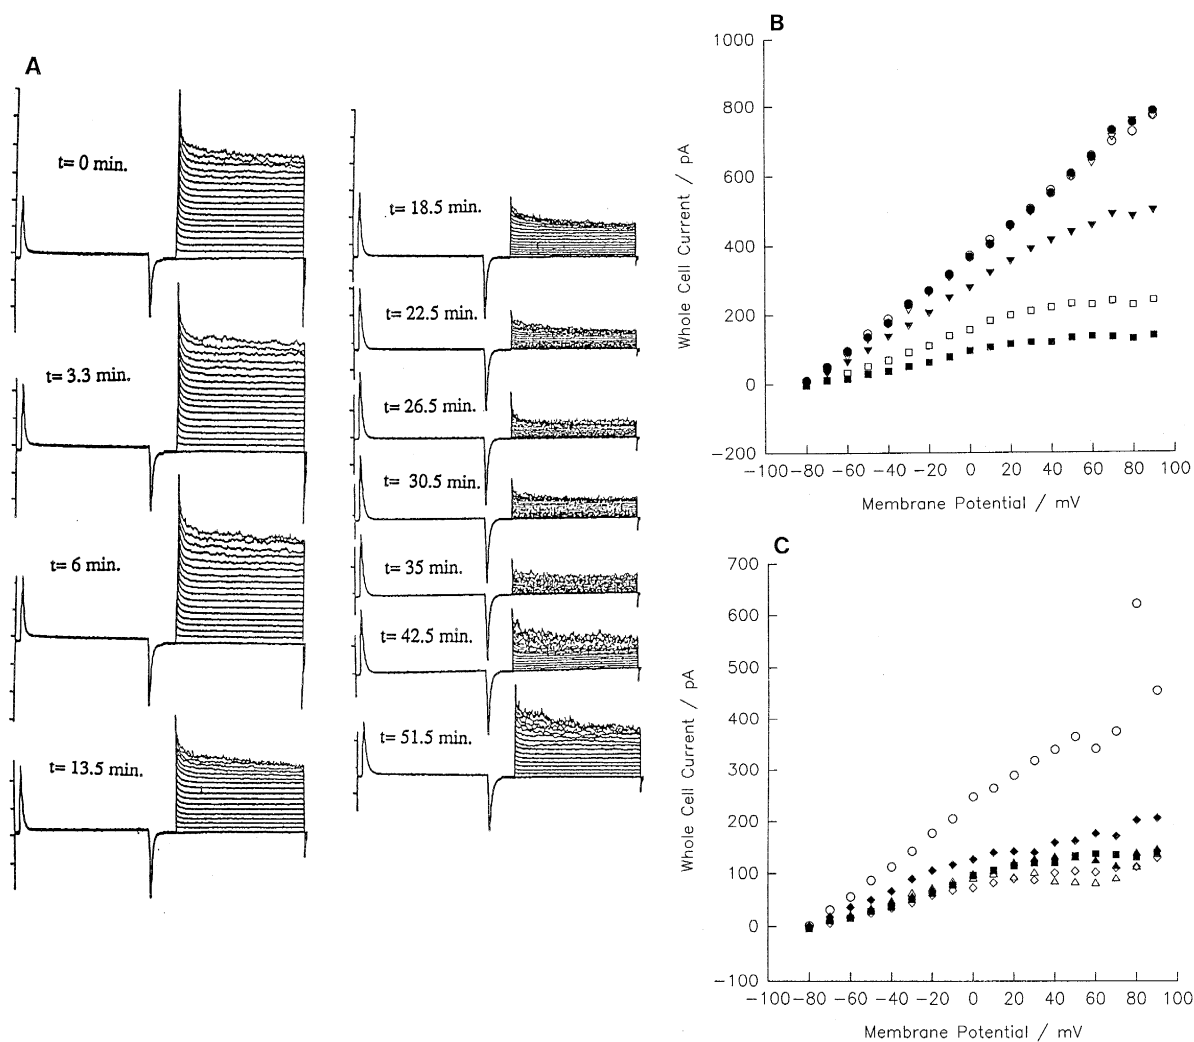 A
t= 0 min.
t= 3.3 min.
t= 6 min.
t= 13.5 min.
t= 18.5 min.
t= 22.5 min.
t= 26.5 min.
t= 30.5 min.
t= 35 min.
t= 42.5 min.
t= 51.5 min.
B
Whole Cell Current / pA
1000
800
600
400
200
0
−200
−100 −80 −60 −40 −20 0 20 40 60 80 100
Membrane Potential / mV
C
Whole Cell Current / pA
700
600
500
400
300
200
100
0
−100
−100 −80 −60 −40 −20 0 20 40 60 80 100
Membrane Potential / mV